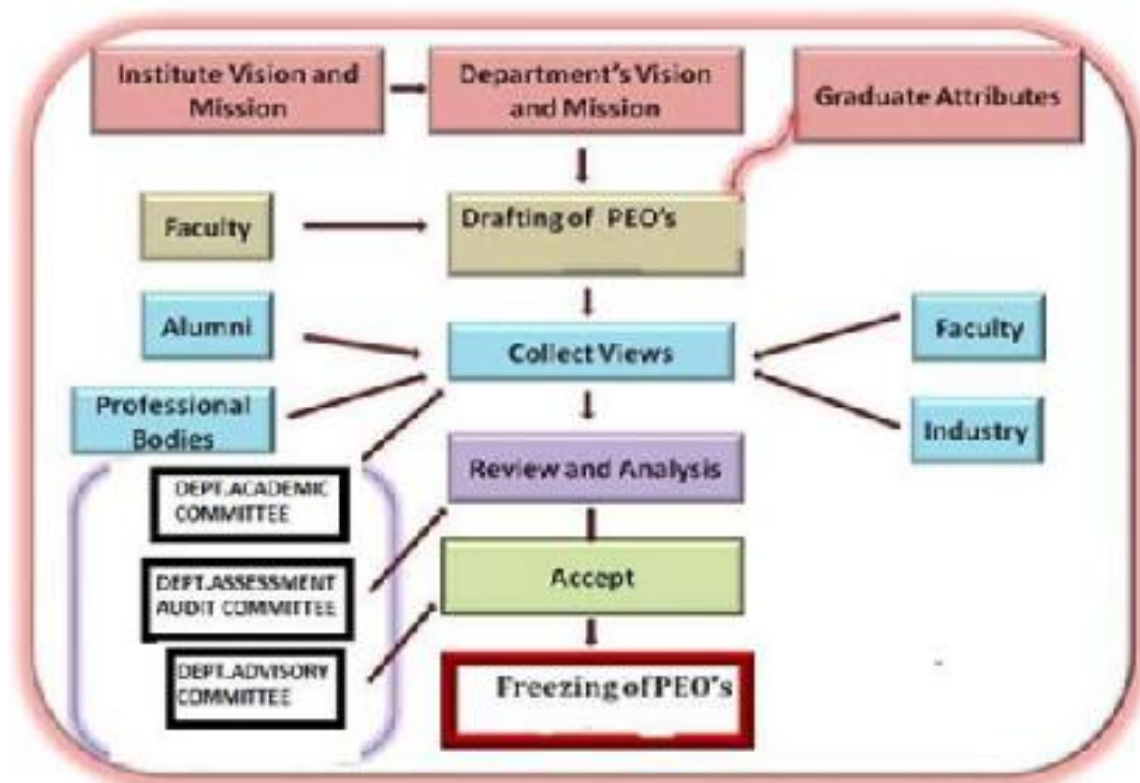 Institute Vision and
Mission
Department's Vision
and Mission
Graduate Attributes
Faculty
Drafting of PEO's
Alumni
Collect Views
Faculty
Professional
Bodies
Industry
Review and Analysis
DEPT.ACADEMIC
COMMITTEE
DEPT.ASSESSMENT
AUDIT COMMITTEE
Accept
DEPT.ADVISORY
COMMITTEE
Freezing of PEO's